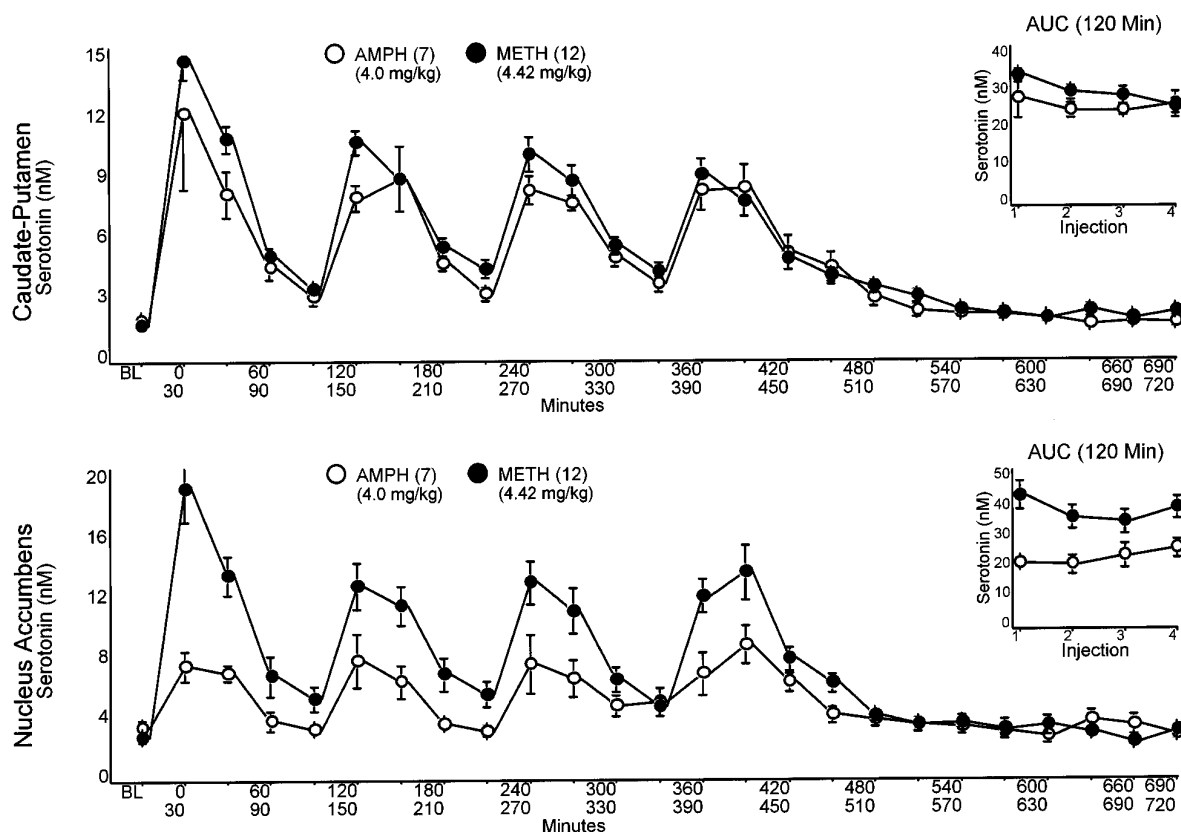 AUC (120 Min)
AMPH (7)
(4.0 mg/kg)
METH (12)
(4.42 mg/kg)
Caudate-Putamen
Serotonin (nM)
15
12
9
6
3
0
Serotonin (nM)
40
30
20
10
0
1 2 3 4
Injection
BL 0 60 120 180 240 300 360 420 480 540 600 660 690
30 90 150 210 270 330 390 450 510 570 630 690 720
Minutes
AUC (120 Min)
AMPH (7)
(4.0 mg/kg)
METH (12)
(4.42 mg/kg)
Nucleus Accumbens
Serotonin (nM)
20
16
12
8
4
0
Serotonin (nM)
50
40
30
20
10
0
1 2 3 4
Injection
BL 0 60 120 180 240 300 360 420 480 540 600 660 690
30 90 150 210 270 330 390 450 510 570 630 690 720
Minutes